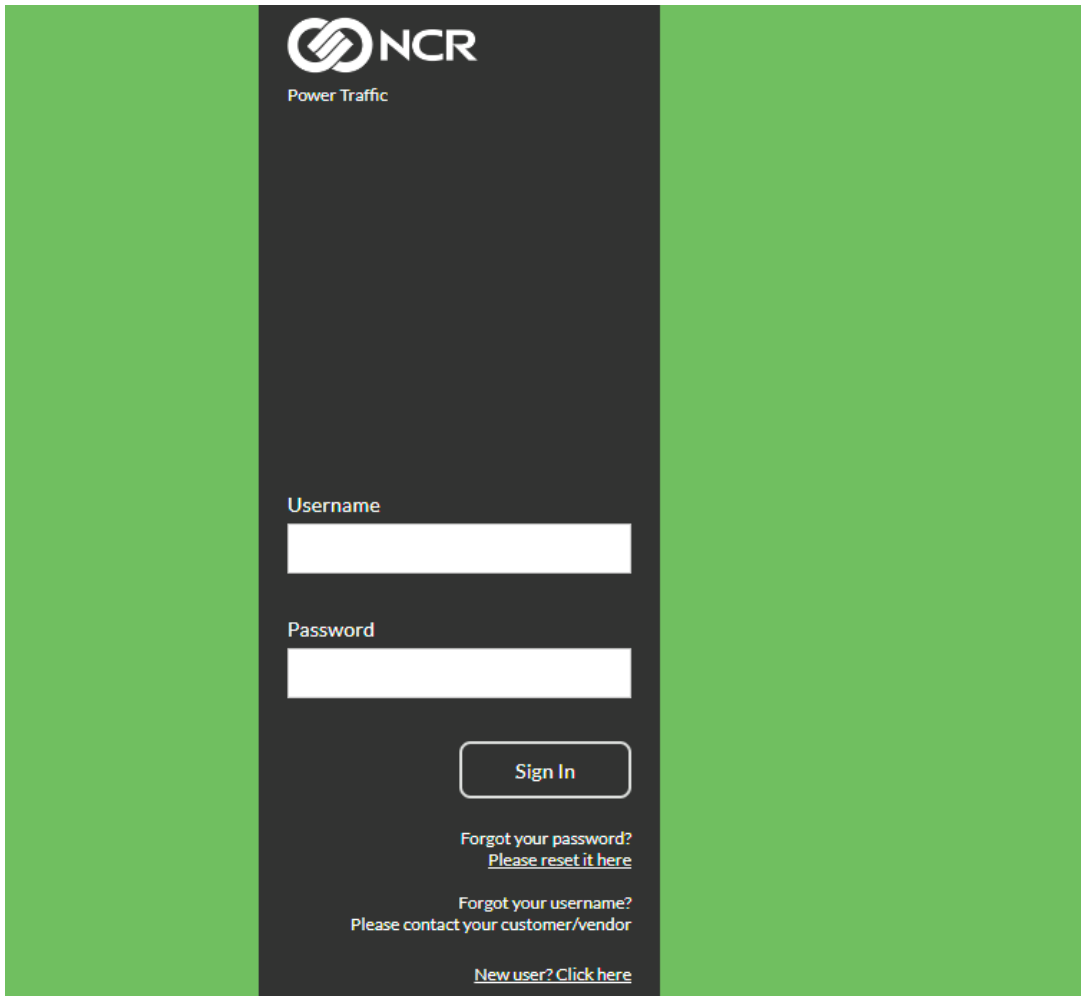 NCR
Power Traffic
Username
Password
Sign In
Forgot your password?
Please reset it here
Forgot your username?
Please contact your customer/vendor
New user? Click here